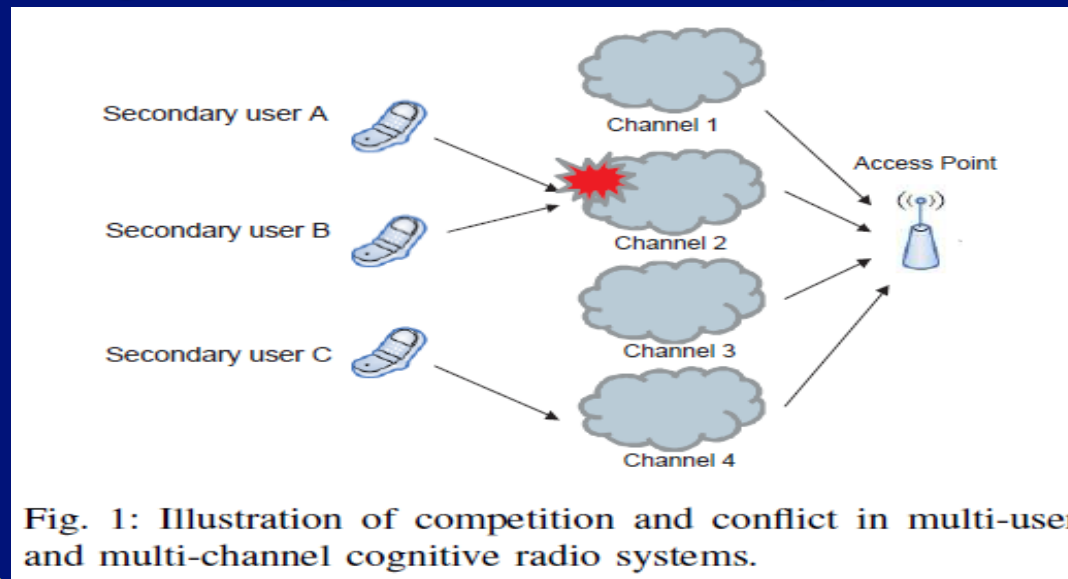 Channel 1
Secondary user A
Access Point
Secondary user B
Channel 2
Channel 3
Secondary user C
Channel 4
Fig. 1: Illustration of competition and conflict in multi-user
and multi-channel cognitive radio systems.